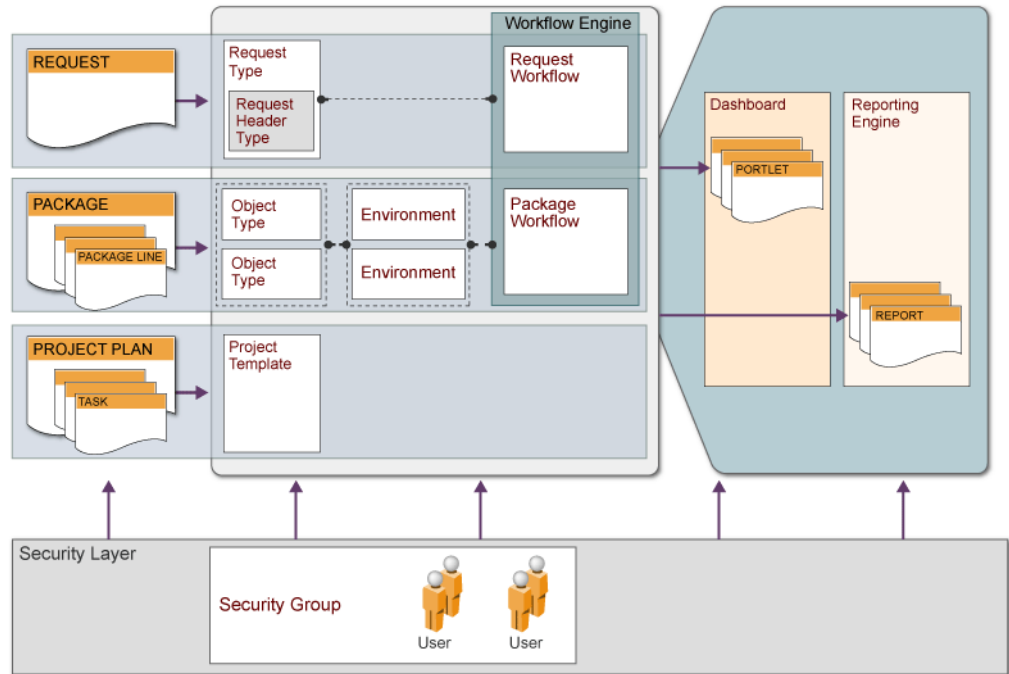 Workflow Engine
REQUEST
Request
Type
Request
Header
Type
Request
Workflow
Dashboard
PORTLET
Reporting
Engine
REPORT
PACKAGE
PACKAGE LINE
Object
Type
Object
Type
Environment
Environment
Package
Workflow
PROJECT PLAN
TASK
Project
Template
Security Layer
Security Group
User
User